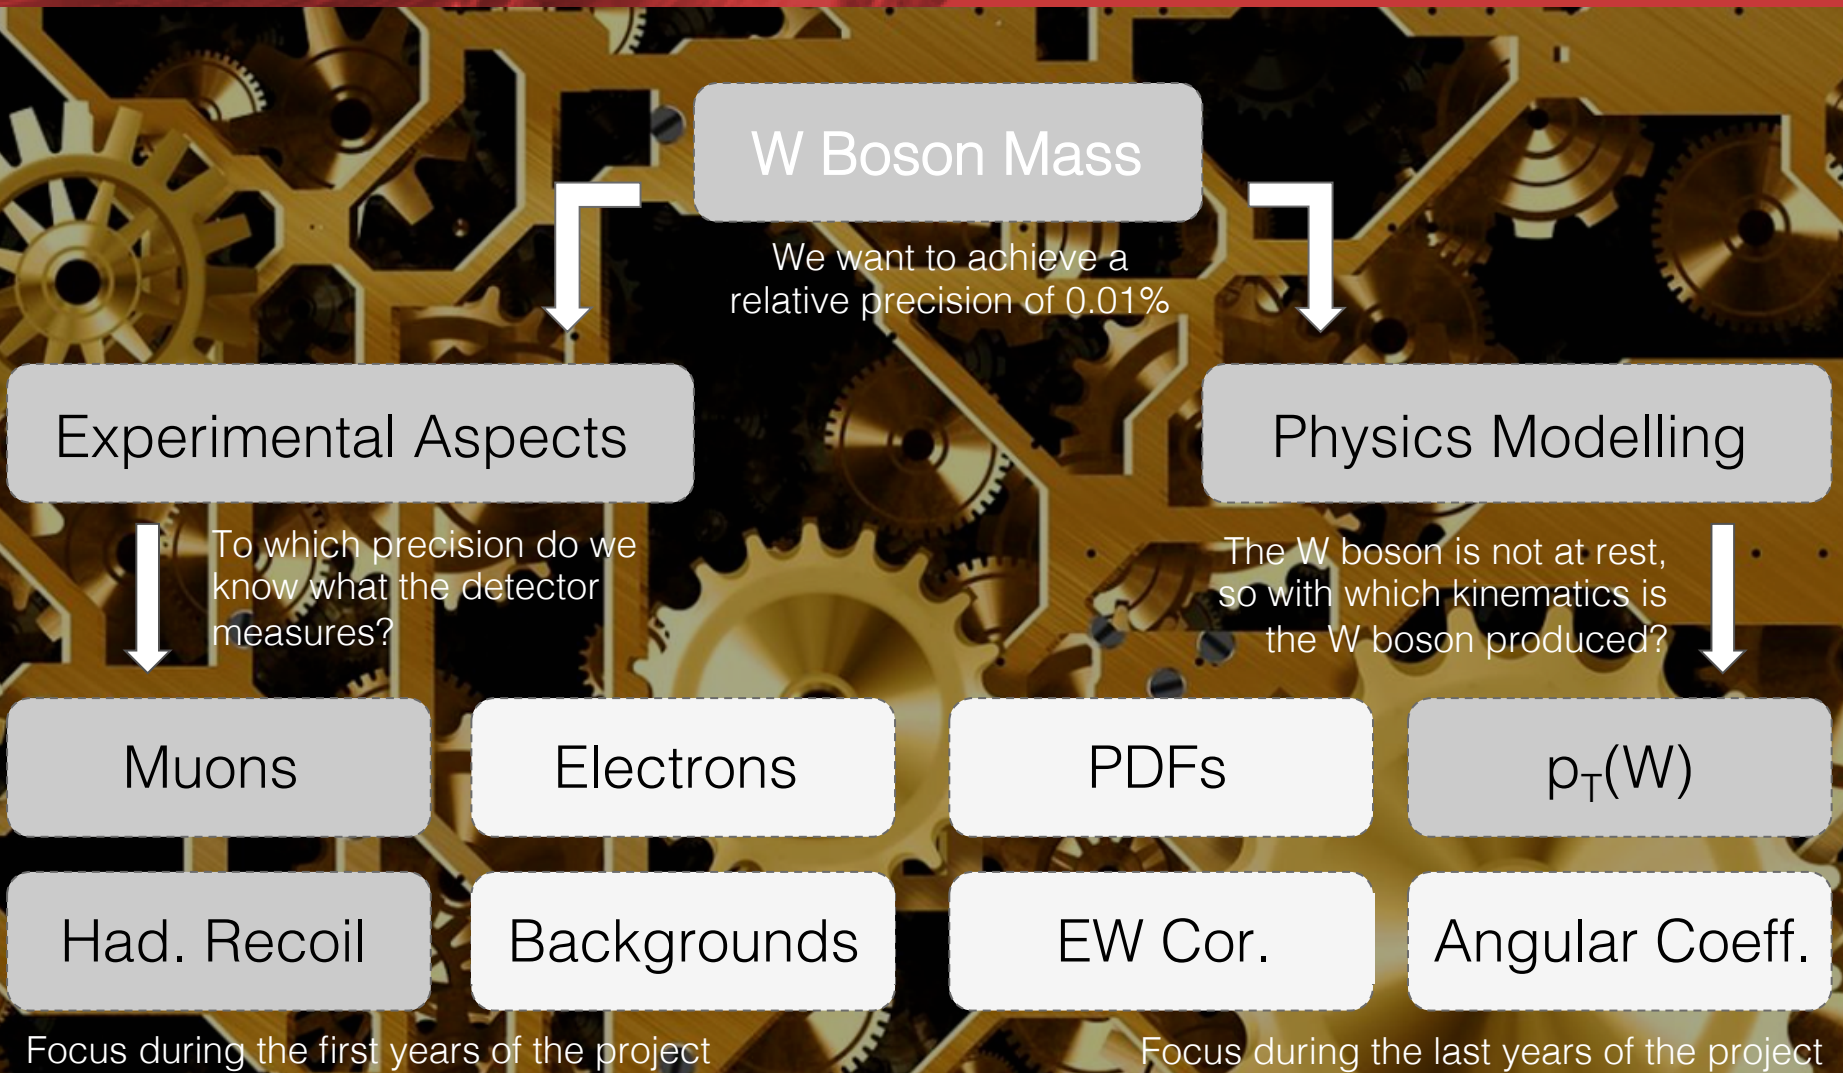 W Boson Mass
We want to achieve a
relative precision of 0.01%
Experimental Aspects
Physics Modelling
To which precision do we
know what the detector
measures?
The W boson is not at rest,
so with which kinematics is
the W boson produced?
Muons
Electrons
PDFs
p_T(W)
Had. Recoil
Backgrounds
EW Cor.
Angular Coeff.
Focus during the first years of the project
Focus during the last years of the project